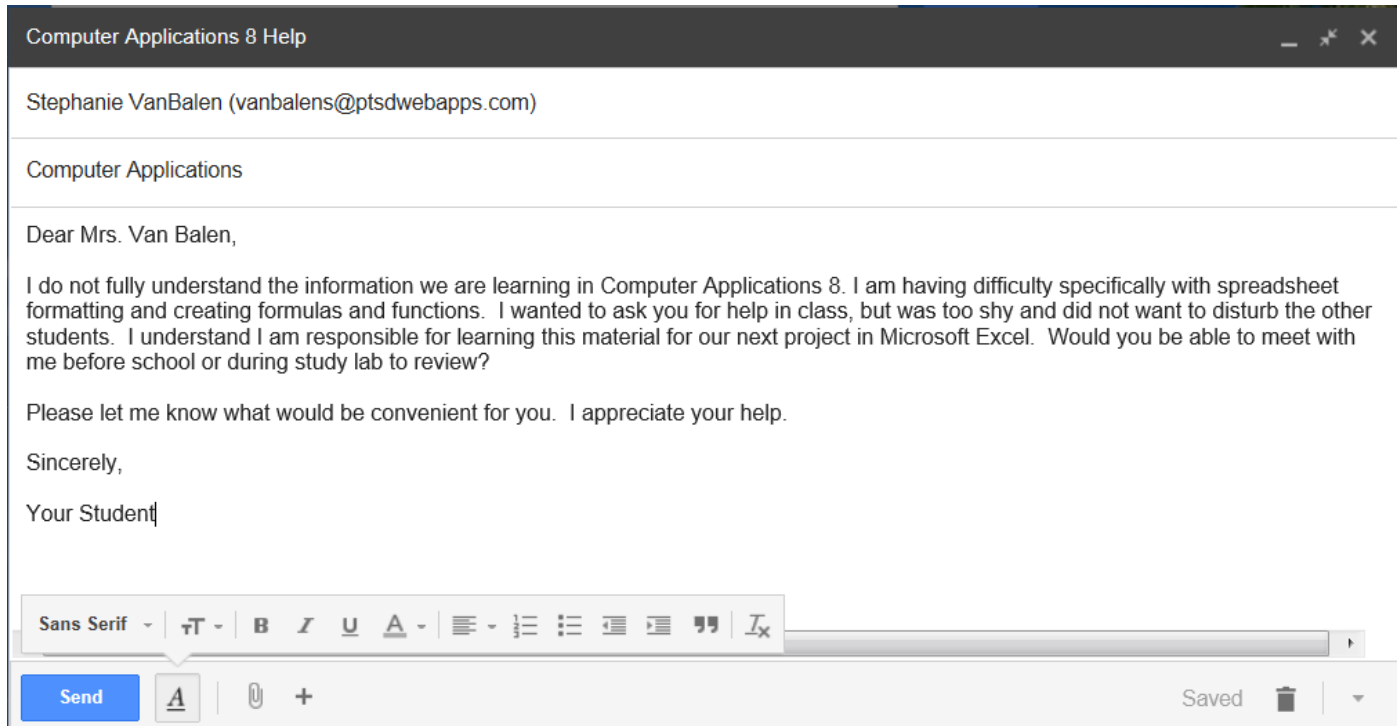 Computer Applications 8 Help
Stephanie VanBalen (vanbalens@ptsdwebapps.com)
Computer Applications
Dear Mrs. Van Balen,
I do not fully understand the information we are learning in Computer Applications 8. I am having difficulty specifically with spreadsheet
formatting and creating formulas and functions.  I wanted to ask you for help in class, but was too shy and did not want to disturb the other
students.  I understand I am responsible for learning this material for our next project in Microsoft Excel.  Would you be able to meet with
me before school or during study lab to review?
Please let me know what would be convenient for you.  I appreciate your help.
Sincerely,
Your Student
Sans Serif
Send
Saved